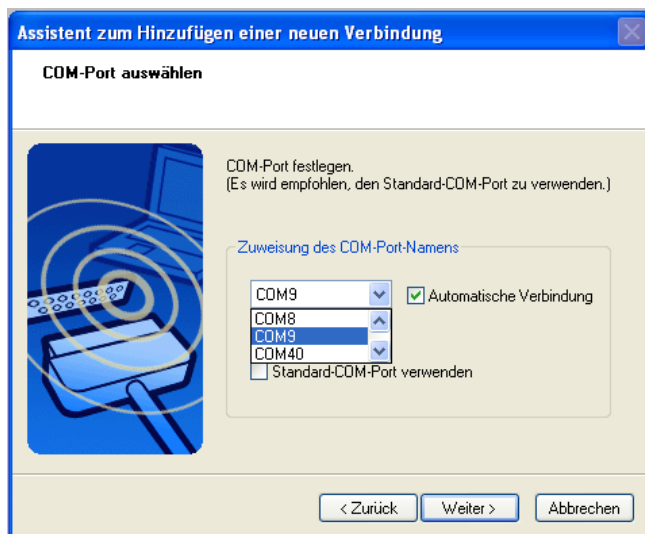 Assistent zum Hinzufügen einer neuen Verbindung
COM-Port auswählen
COM-Port festlegen.
(Es wird empfohlen, den Standard-COM-Port zu verwenden.)
Zuweisung des COM-Port-Namens
COM9
Automatische Verbindung
COM8
COM9
COM40
Standard-COM-Port verwenden
< Zurück
Weiter >
Abbrechen